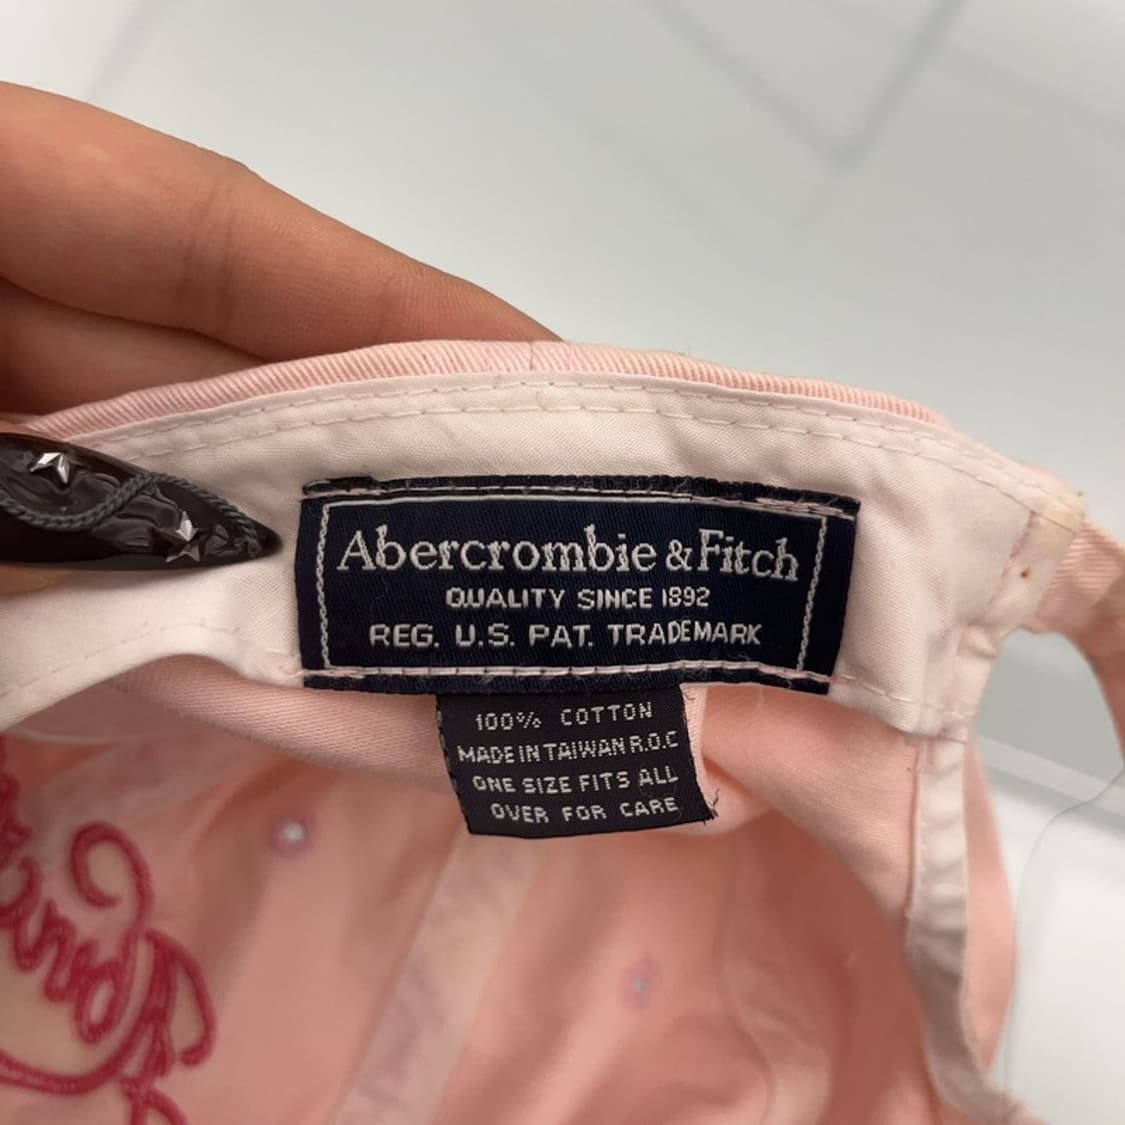 Abercrombie & Fitch
QUALITY SINCE 1892
REG. U.S. PAT. TRADEMARK
100% COTTON
MADE IN TAIWAN R.O.C
ONE SIZE FITS ALL
OVER FOR CARE